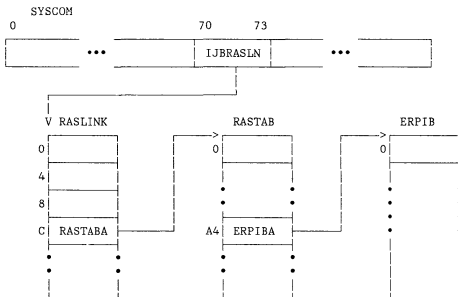 SYSCOM
0 70 73
IJBRASLN
V RASLINK RASTAB ERPIB
0 > 0 > 0
4
8
C RASTABA A4 ERPIBA